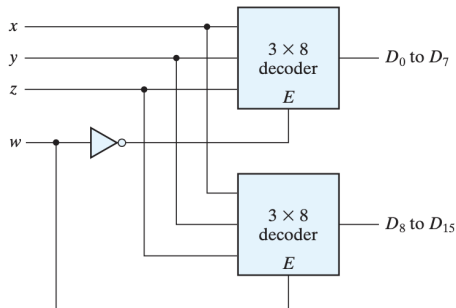 x
y
z
w
3 × 8
decoder
E
D₀ to D₇
3 × 8
decoder
E
D₈ to D₁₅